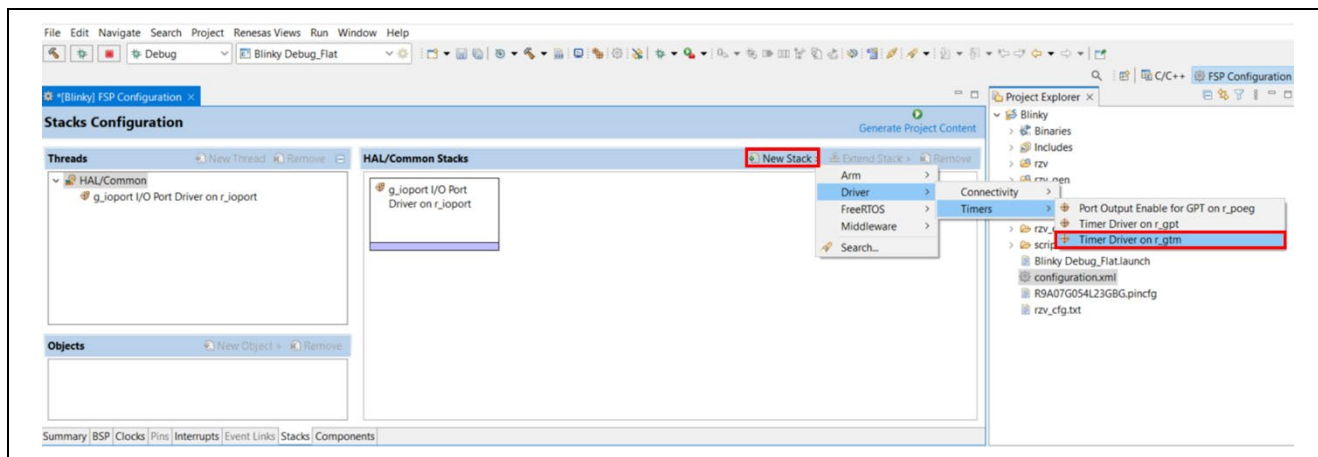 File Edit Navigate Search Project Renesas Views Run Window Help
Debug
Blinky Debug_Flat
C/C++
FSP Configuration
*[Blinky] FSP Configuration
Project Explorer
Stacks Configuration
Generate Project Content
Threads
New Thread
Remove
HAL/Common Stacks
New Stack >
Extend Stack >
Remove
HAL/Common
g_ioport I/O Port Driver on r_ioport
g_ioport I/O Port
Driver on r_ioport
Arm
Driver
FreeRTOS
Middleware
Search...
Connectivity
Timers
Port Output Enable for GPT on r_poeg
Timer Driver on r_gpt
Timer Driver on r_gtm
Blinky
Binaries
Includes
rzv
rzv_gen
Blinky Debug_Flat.launch
configuration.xml
R9A07G054L23GBG.pincfg
rzv_cfg.txt
Objects
New Object >
Remove
Summary BSP Clocks Pins Interrupts Event Links Stacks Components